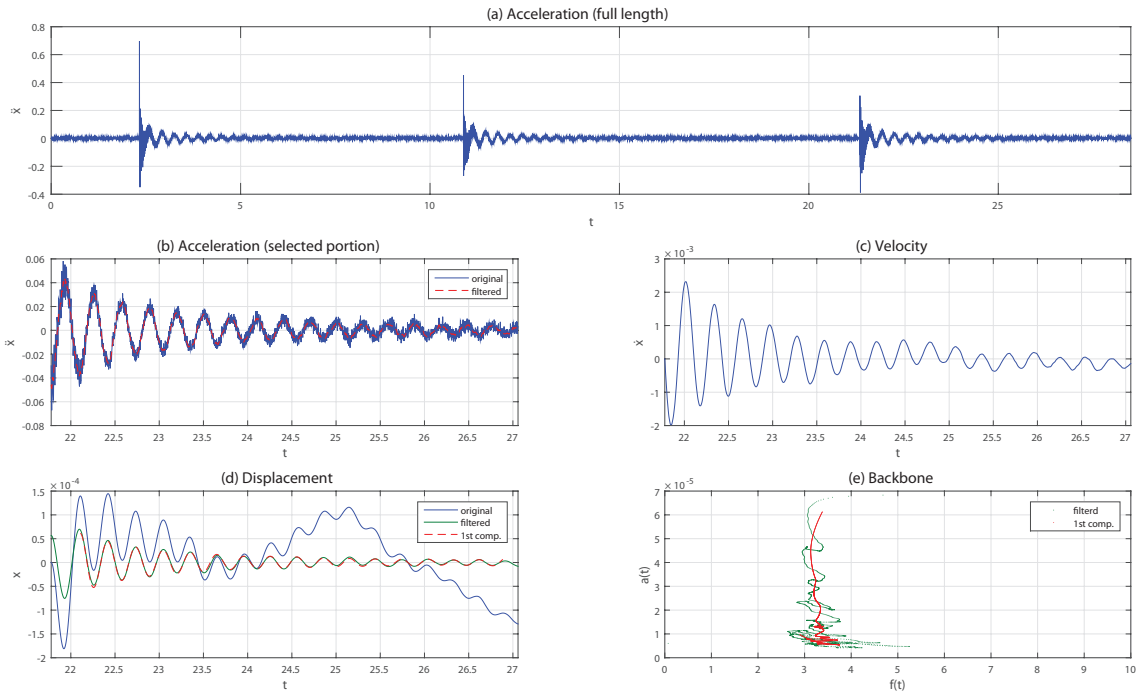 (a) Acceleration (full length)
0.8
0.6
0.4
0.2
0
-0.2
-0.4
ẍ
0 5 10 15 20 25
t
(b) Acceleration (selected portion)
0.06
0.04
0.02
0
-0.02
-0.04
-0.06
-0.08
ẍ
original
filtered
22 22.5 23 23.5 24 24.5 25 25.5 26 26.5 27
t
(c) Velocity
× 10⁻³
3
2
1
0
-1
-2
ẋ
22 22.5 23 23.5 24 24.5 25 25.5 26 26.5 27
t
(d) Displacement
× 10⁻⁴
1.5
1
0.5
0
-0.5
-1
-1.5
-2
x
original
filtered
1st comp.
22 22.5 23 23.5 24 24.5 25 25.5 26 26.5 27
t
(e) Backbone
× 10⁻⁵
7
6
5
4
3
2
1
0
a(t)
filterd
1st comp.
0 1 2 3 4 5 6 7 8 9 10
f(t)